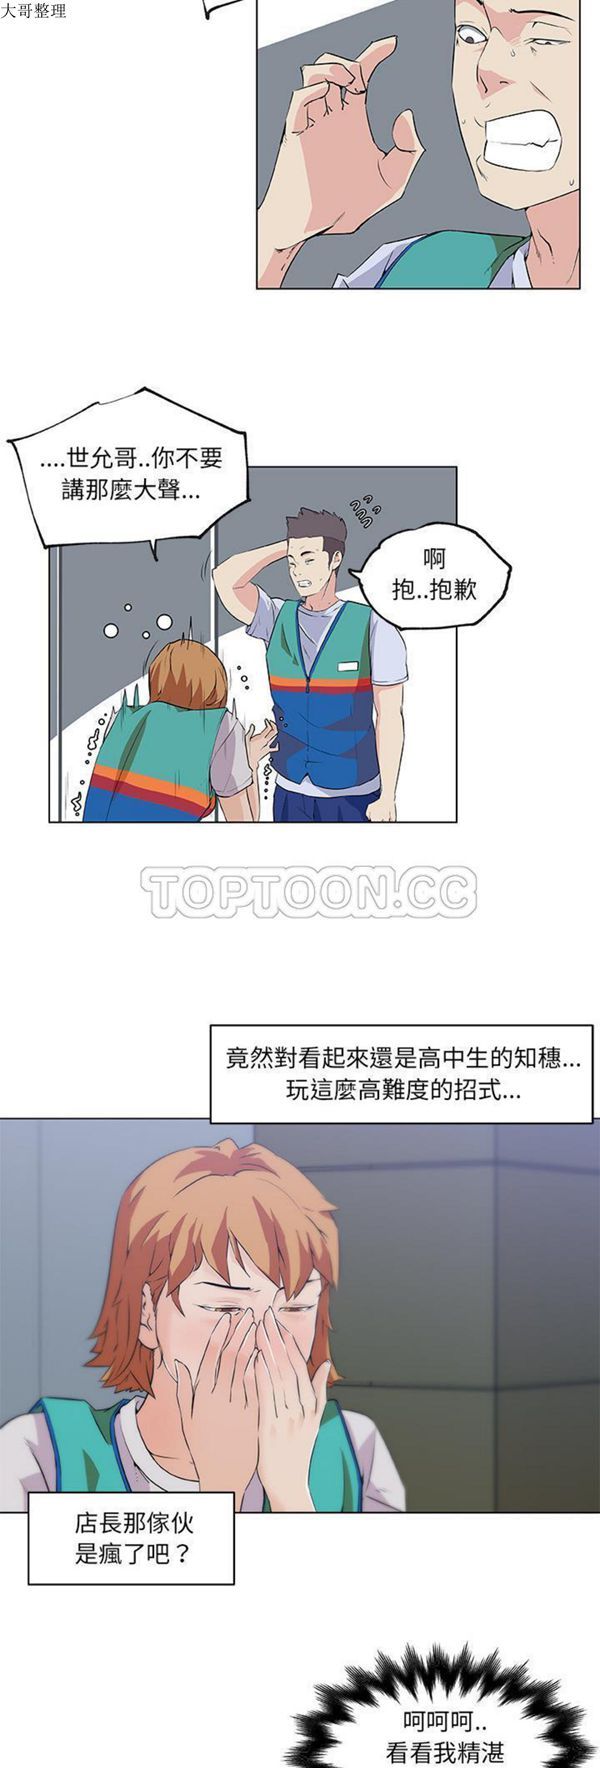 大哥整理
....世允哥..你不要
講那麼大聲...
啊
抱..抱歉
TOPTOON.CC
竟然對看起來還是高中生的知穗...
玩這麼高難度的招式...
店長那傢伙
是瘋了吧？
呵呵呵..
看看我精湛